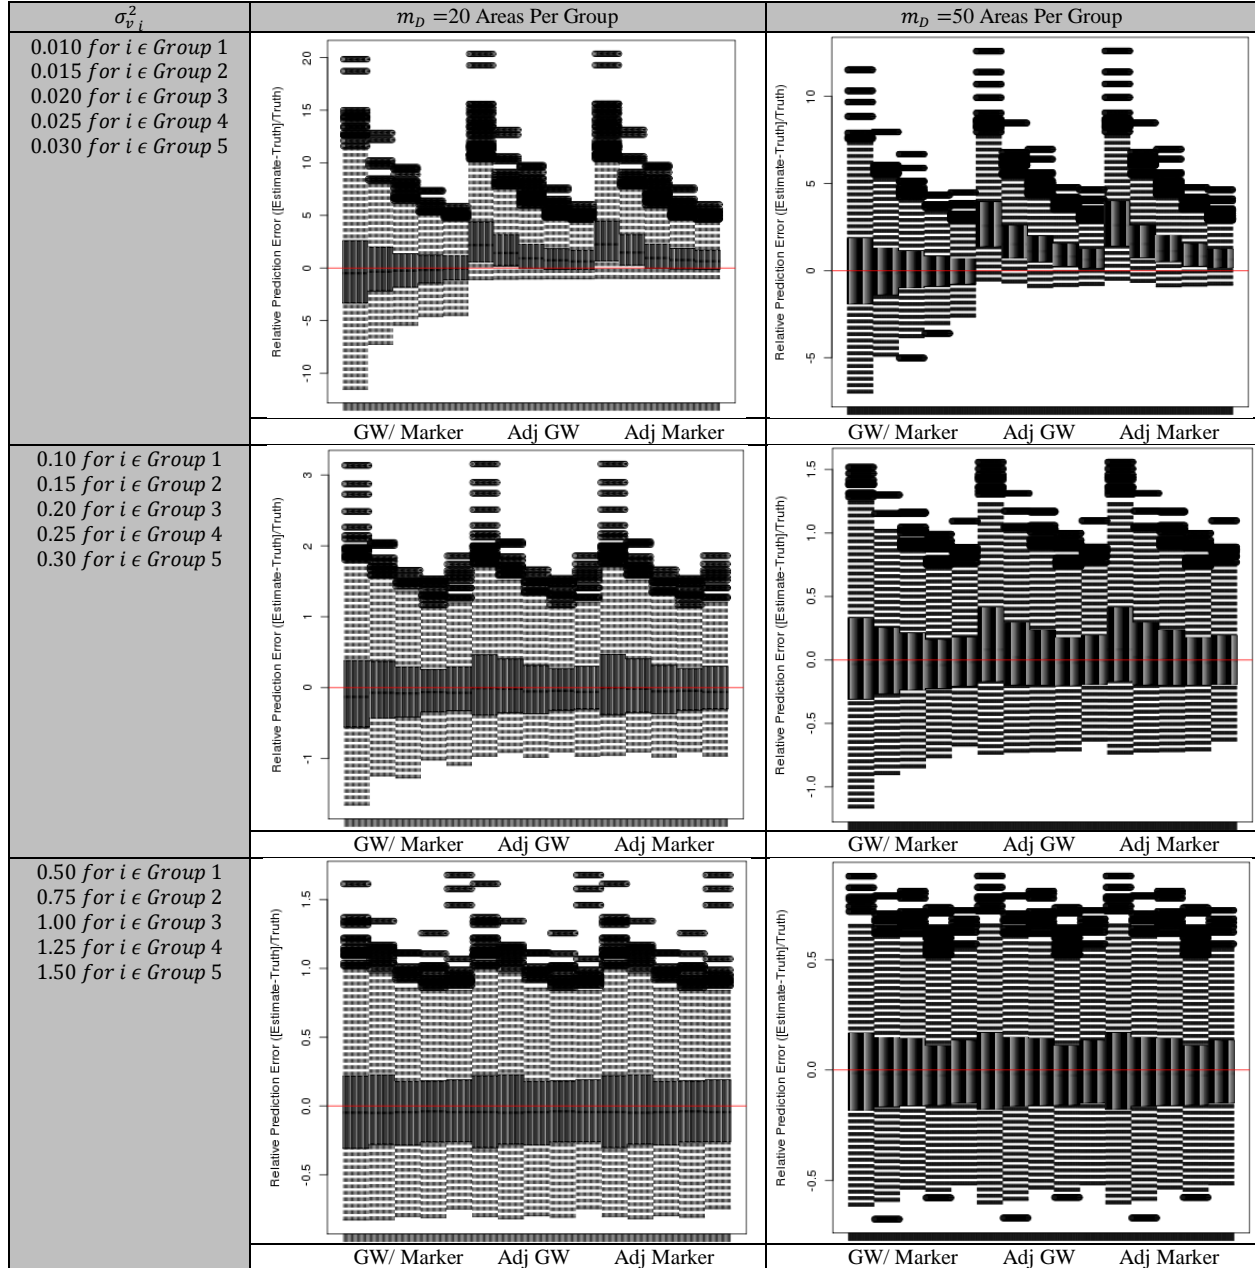 σ²ᵥ ᵢ
m_D =20 Areas Per Group
m_D =50 Areas Per Group
0.010 for i ϵ Group 1
0.015 for i ϵ Group 2
0.020 for i ϵ Group 3
0.025 for i ϵ Group 4
0.030 for i ϵ Group 5
Relative Prediction Error ([Estimate-Truth]/Truth)
20
15
10
5
0
-5
-10
Relative Prediction Error ([Estimate-Truth]/Truth)
10
5
0
-5
GW/ Marker Adj GW Adj Marker
GW/ Marker Adj GW Adj Marker
0.10 for i ϵ Group 1
0.15 for i ϵ Group 2
0.20 for i ϵ Group 3
0.25 for i ϵ Group 4
0.30 for i ϵ Group 5
Relative Prediction Error ([Estimate-Truth]/Truth)
3
2
1
0
-1
Relative Prediction Error ([Estimate-Truth]/Truth)
1.5
1.0
0.5
0.0
-1.0
GW/ Marker Adj GW Adj Marker
GW/ Marker Adj GW Adj Marker
0.50 for i ϵ Group 1
0.75 for i ϵ Group 2
1.00 for i ϵ Group 3
1.25 for i ϵ Group 4
1.50 for i ϵ Group 5
Relative Prediction Error ([Estimate-Truth]/Truth)
1.5
1.0
0.5
0.0
-0.5
Relative Prediction Error ([Estimate-Truth]/Truth)
0.5
0.0
-0.5
GW/ Marker Adj GW Adj Marker
GW/ Marker Adj GW Adj Marker